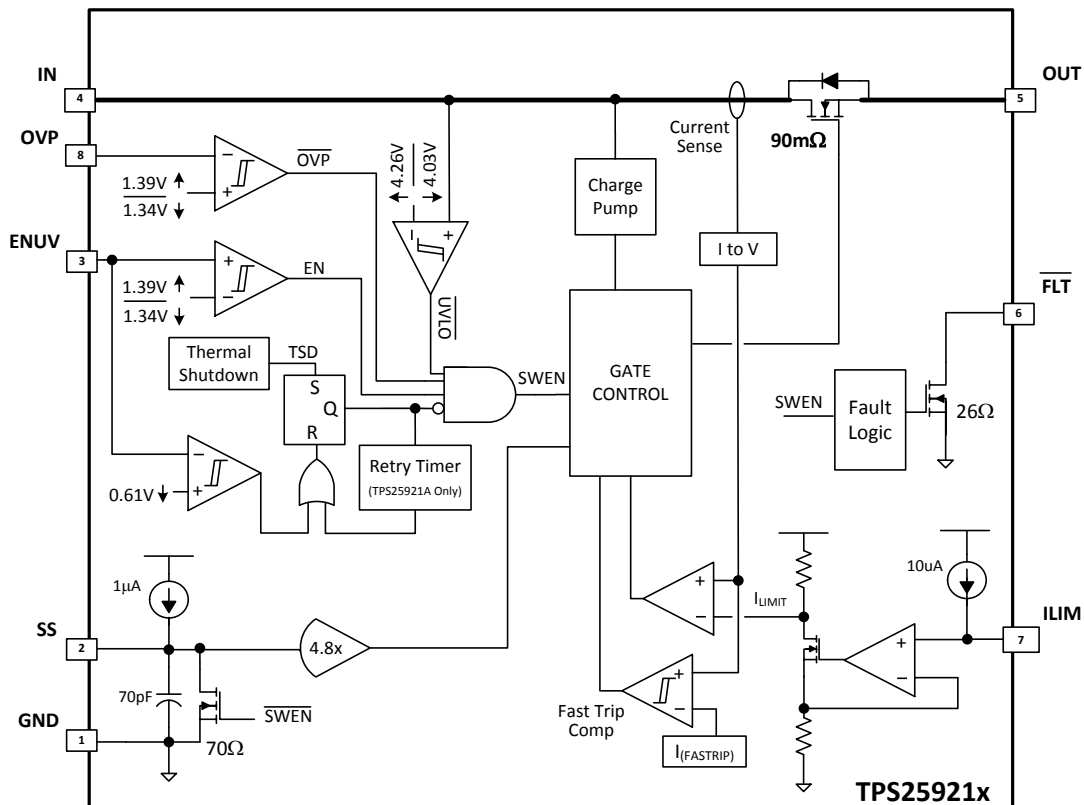 IN
4
OUT
5
OVP
8
OVP
1.39V
1.34V
4.26V
4.03V
Current
Sense
90mΩ
Charge
Pump
I to V
ENUV
3
EN
1.39V
1.34V
UVLO
FLT
6
Thermal
Shutdown
TSD
S
Q
R
SWEN
GATE
CONTROL
SWEN
Fault
Logic
26Ω
Retry Timer
(TPS25921A Only)
0.61V
1µA
10uA
SS
2
4.8x
ILIMIT
ILIM
7
70pF
SWEN
70Ω
GND
1
Fast Trip
Comp
I(FASTRIP)
TPS25921x
+
−
+
−
−
+
−
+
+
−
+
−
+
−